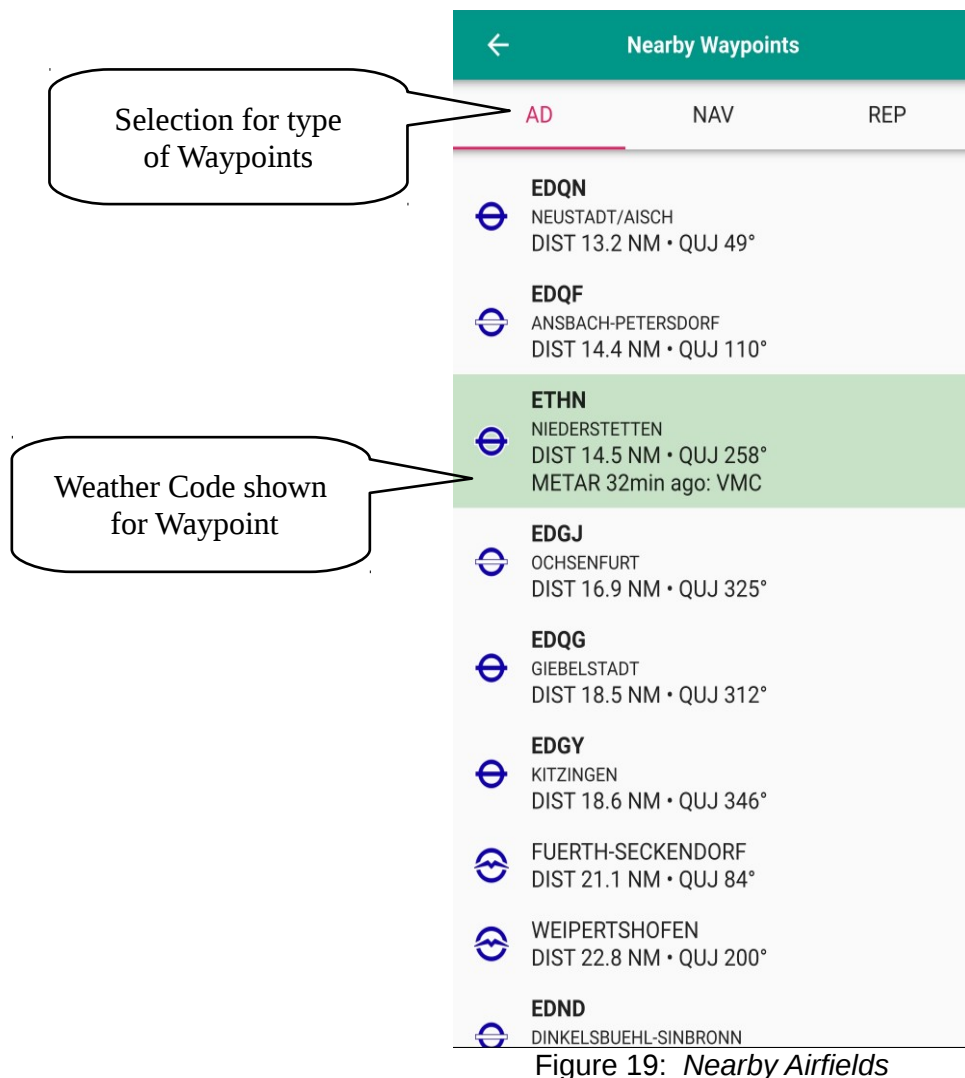 Nearby Waypoints
AD NAV REP
Selection for type
of Waypoints
EDQN
NEUSTADT/AISCH
DIST 13.2 NM • QUJ 49°
EDQF
ANSBACH-PETERSDORF
DIST 14.4 NM • QUJ 110°
ETHN
NIEDERSTETTEN
DIST 14.5 NM • QUJ 258°
METAR 32min ago: VMC
Weather Code shown
for Waypoint
EDGJ
OCHSENFURT
DIST 16.9 NM • QUJ 325°
EDQG
GIEBELSTADT
DIST 18.5 NM • QUJ 312°
EDGY
KITZINGEN
DIST 18.6 NM • QUJ 346°
FUERTH-SECKENDORF
DIST 21.1 NM • QUJ 84°
WEIPERTSHOFEN
DIST 22.8 NM • QUJ 200°
EDND
DINKELSBUEHL-SINBRONN
Figure 19: Nearby Airfields